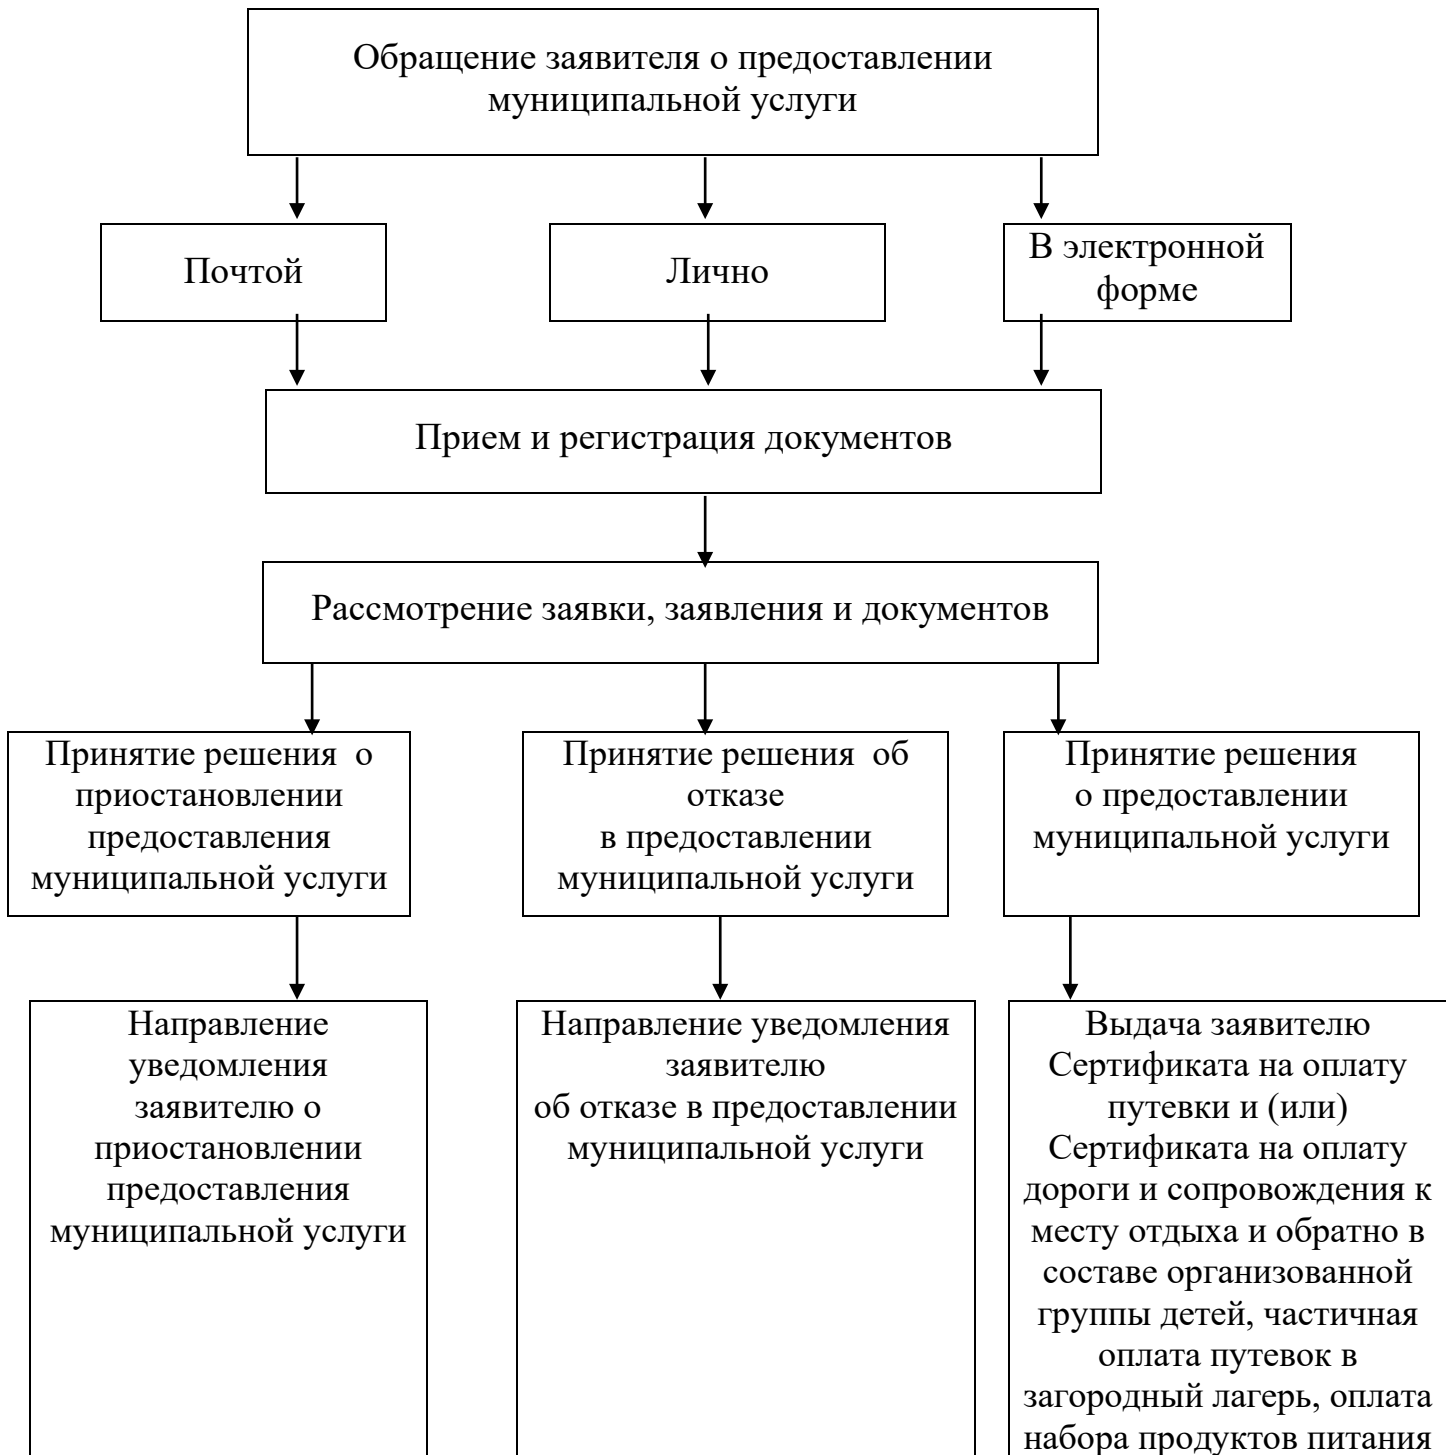 Обращение заявителя о предоставлении
муниципальной услуги
Почтой
Лично
В электронной
форме
Прием и регистрация документов
Рассмотрение заявки, заявления и документов
Принятие решения  о
приостановлении
предоставления
муниципальной услуги
Принятие решения  об
отказе
в предоставлении
муниципальной услуги
Принятие решения
о предоставлении
муниципальной услуги
Направление
уведомления
заявителю о
приостановлении
предоставления
муниципальной услуги
Направление уведомления
заявителю
об отказе в предоставлении
муниципальной услуги
Выдача заявителю
Сертификата на оплату
путевки и (или)
Сертификата на оплату
дороги и сопровождения к
месту отдыха и обратно в
составе организованной
группы детей, частичная
оплата путевок в
загородный лагерь, оплата
набора продуктов питания